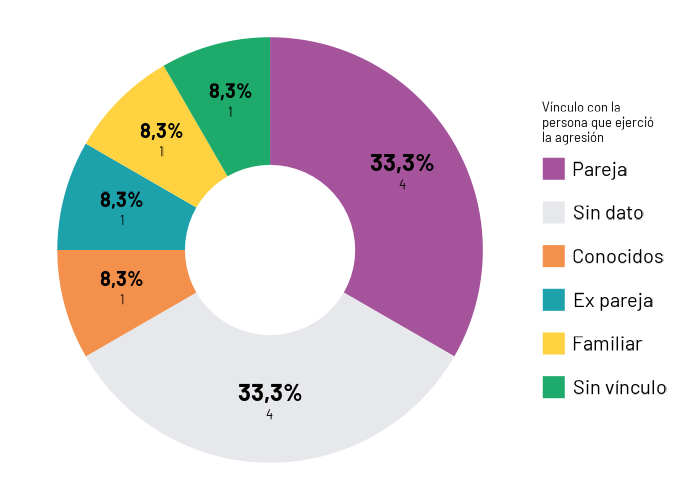 8,3%
1
8,3%
1
33,3%
4
8,3%
1
8,3%
1
33,3%
4
Vínculo con la
persona que ejerció
la agresión
Pareja
Sin dato
Conocidos
Ex pareja
Familiar
Sin vínculo